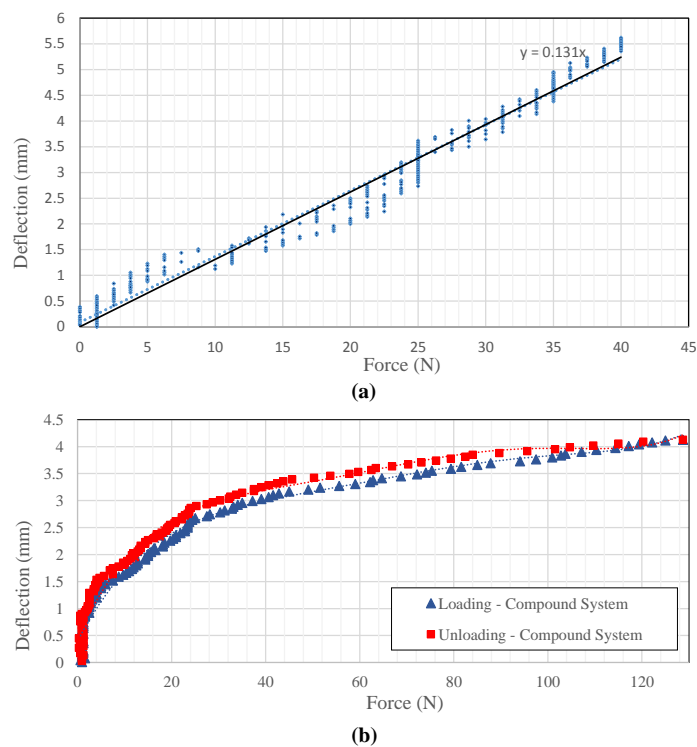 6
5.5
5
4.5
4
3.5
3
2.5
2
1.5
1
0.5
0
Deflection (mm)
y = 0.131x
0 5 10 15 20 25 30 35 40 45
Force (N)
(a)
4.5
4
3.5
3
2.5
2
1.5
1
0.5
0
Deflection (mm)
Loading - Compound System
Unloading - Compound System
0 20 40 60 80 100 120
Force (N)
(b)